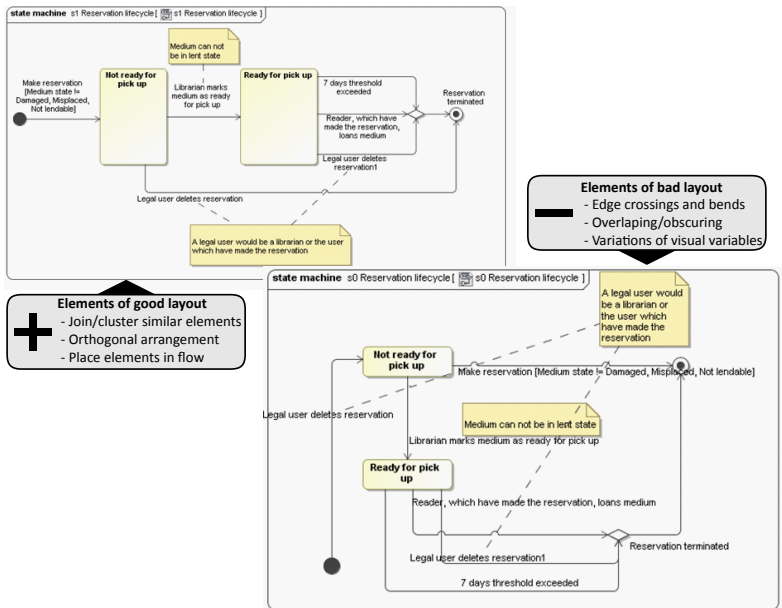 state machine s1 Reservation lifecycle [ s1 Reservation lifecycle ]
Medium can not
be in lent state
Not ready for
pick up
Ready for pick up
Make reservation
[Medium state !=
Damaged, Misplaced,
Not lendable]
Librarian marks
medium as ready
for pick up
7 days threshold
exceeded
Reservation
terminated
Reader, which have
made the reservation,
loans medium
Legal user deletes
reservation1
Legal user deletes reservation
A legal user would be a librarian or the user
which have made the reservation
Elements of bad layout
- Edge crossings and bends
- Overlaping/obscuring
- Variations of visual variables
Elements of good layout
- Join/cluster similar elements
- Orthogonal arrangement
- Place elements in flow
state machine s0 Reservation lifecycle [ s0 Reservation lifecycle ]
A legal user would
be a librarian or
the user which
have made the
reservation
Not ready for
pick up
Make reservation [Medium state != Damaged, Misplaced, Not lendable]
Legal user deletes reservation
Medium can not be in lent state
Librarian marks medium as ready for pick up
Ready for pick
up
Reader, which have made the reservation, loans medium
Reservation terminated
Legal user deletes reservation1
7 days threshold exceeded